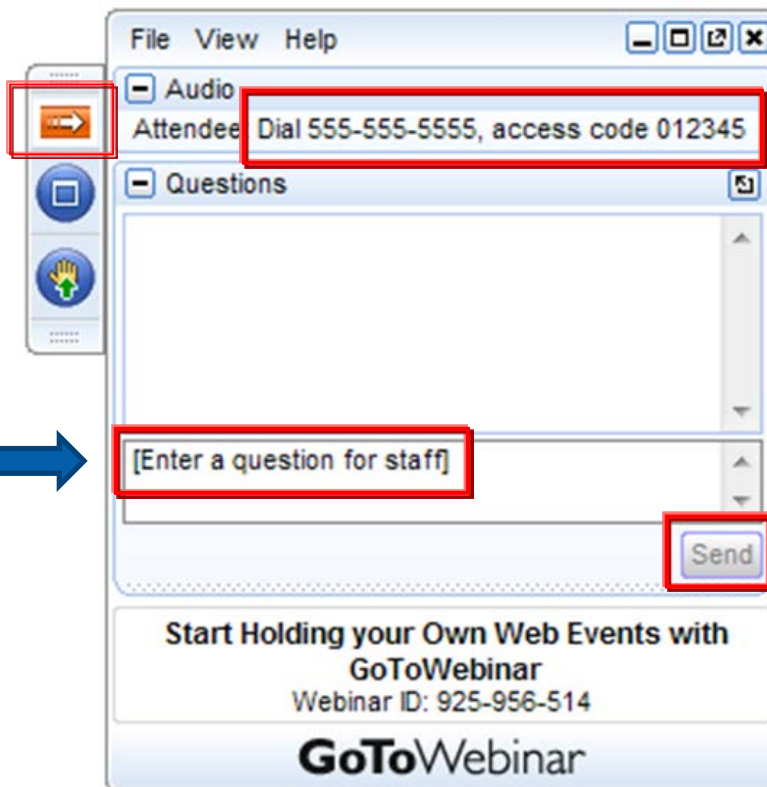 File View Help
Audio
Attendee Dial 555-555-5555, access code 012345
Questions
[Enter a question for staff]
Send
Start Holding your Own Web Events with
GoToWebinar
Webinar ID: 925-956-514
GoToWebinar